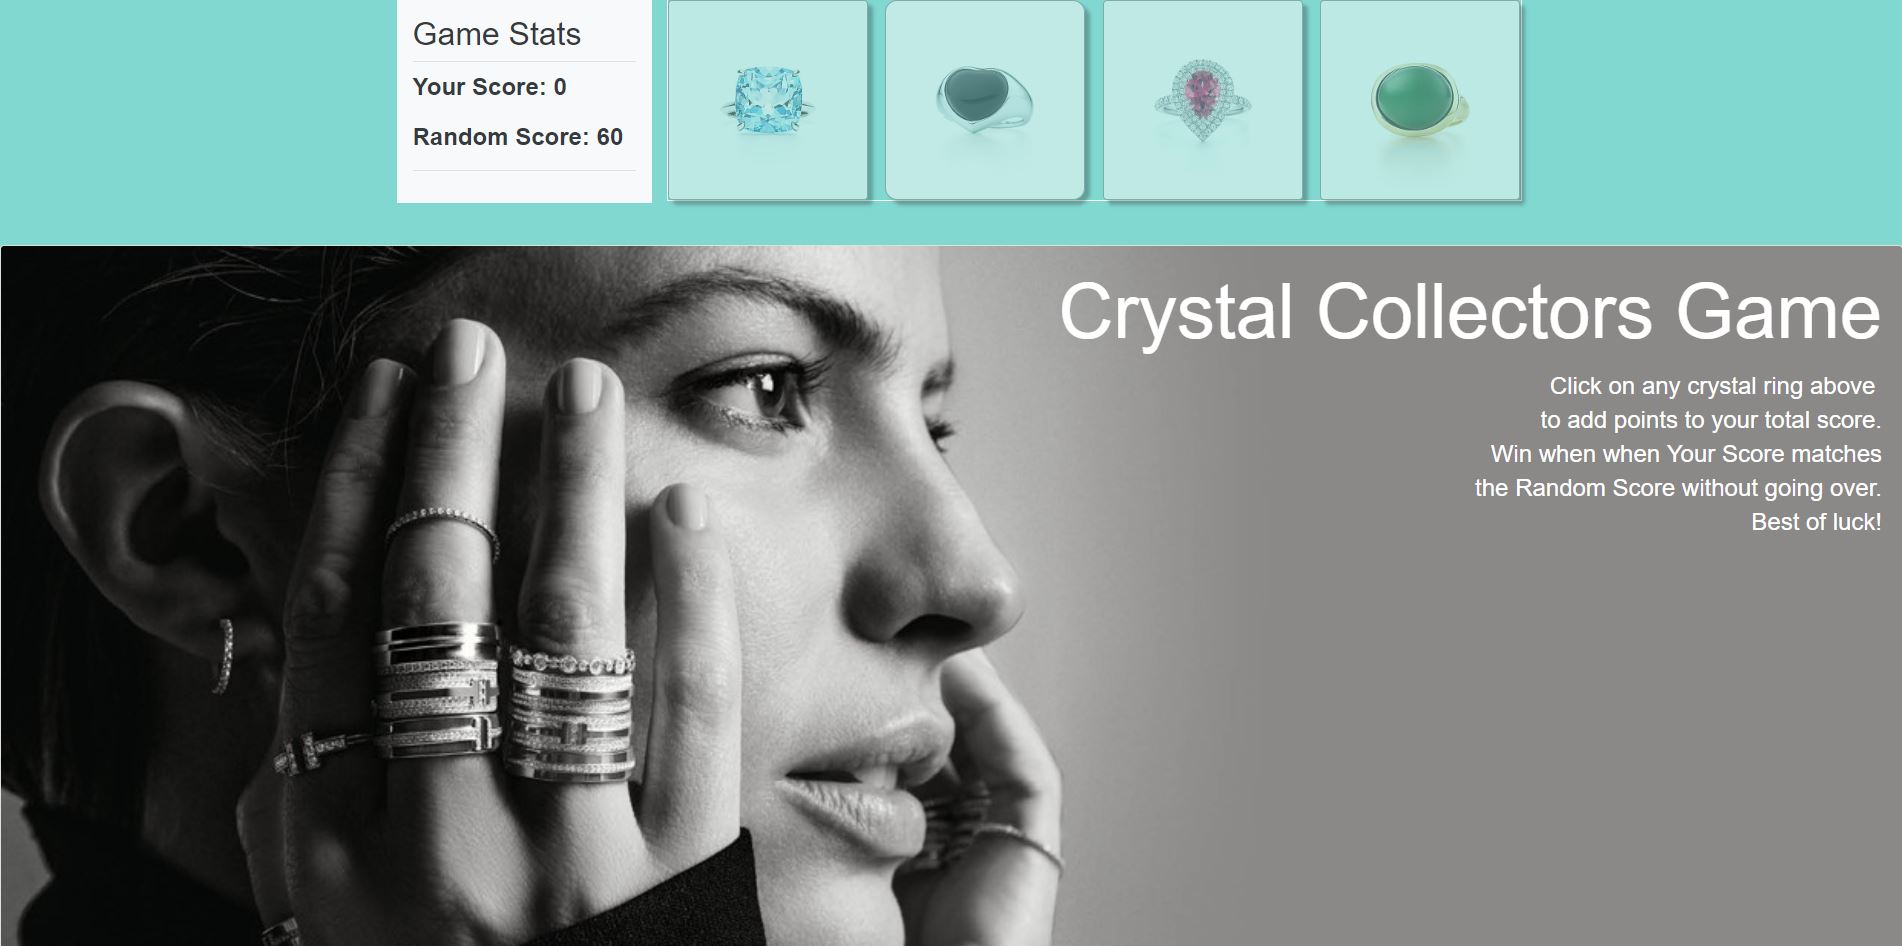 Game Stats
Your Score: 0
Random Score: 60
Crystal Collectors Game
Click on any crystal ring above
to add points to your total score.
Win when when Your Score matches
the Random Score without going over.
Best of luck!